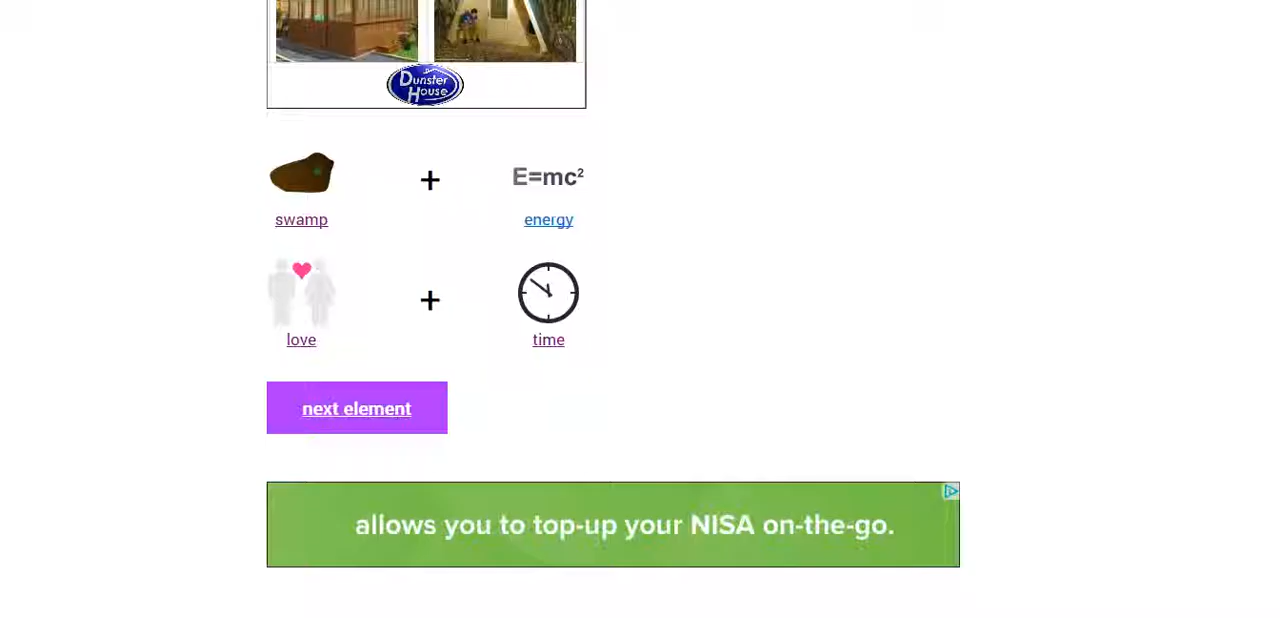 Dunster
House
+
E=mc²
swamp
energy
+
love
time
next element
allows you to top-up your NISA on-the-go.